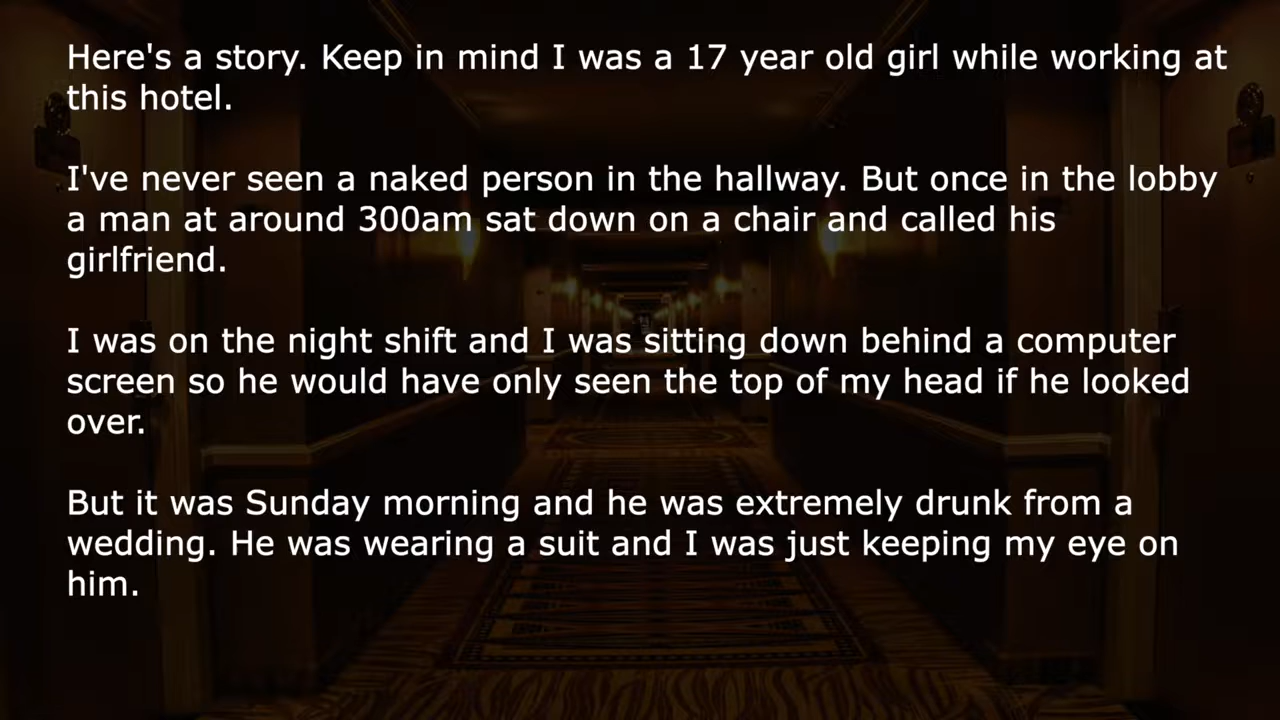 Here's a story. Keep in mind I was a 17 year old girl while working at
this hotel.
I've never seen a naked person in the hallway. But once in the lobby
a man at around 300am sat down on a chair and called his
girlfriend.
I was on the night shift and I was sitting down behind a computer
screen so he would have only seen the top of my head if he looked
over.
But it was Sunday morning and he was extremely drunk from a
wedding. He was wearing a suit and I was just keeping my eye on
him.